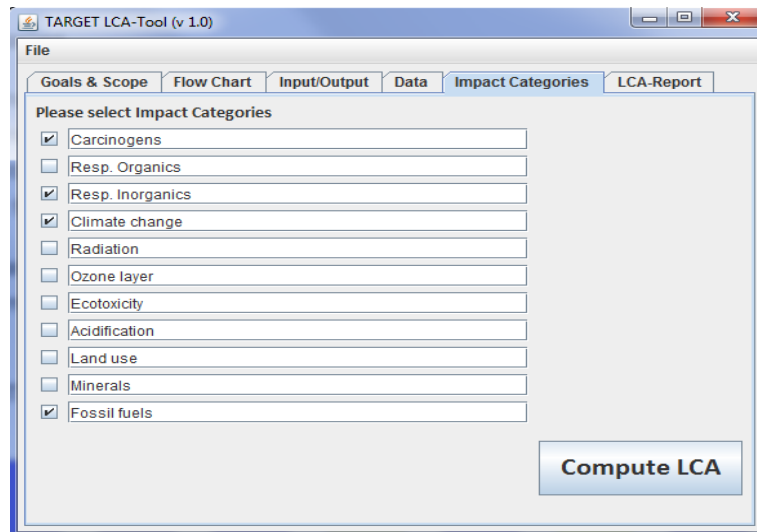 TARGET LCA-Tool (v 1.0)
File
Goals & Scope Flow Chart Input/Output Data Impact Categories LCA-Report
Please select Impact Categories
Carcinogens
Resp. Organics
Resp. Inorganics
Climate change
Radiation
Ozone layer
Ecotoxicity
Acidification
Land use
Minerals
Fossil fuels
Compute LCA